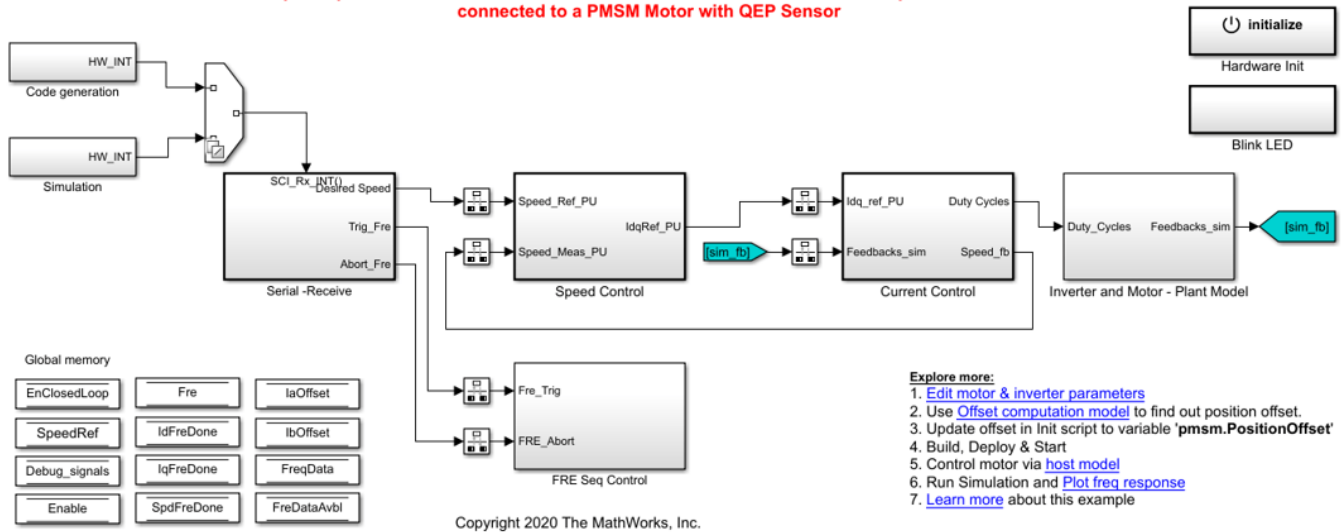 connected to a PMSM Motor with QEP Sensor
initialize
Hardware Init
HW_INT
Code generation
Blink LED
HW_INT
Simulation
SCI_Rx_INT()
Desired Speed
Trig_Fre
Abort_Fre
Serial -Receive
Speed_Ref_PU
Speed_Meas_PU
IdqRef_PU
Speed Control
[sim_fb]
Idq_ref_PU
Feedbacks_sim
Duty Cycles
Speed_fb
Current Control
Duty_Cycles
Feedbacks_sim
Inverter and Motor - Plant Model
[sim_fb]
Fre_Trig
FRE_Abort
FRE Seq Control
Global memory
EnClosedLoop
Fre
IaOffset
SpeedRef
IdFreDone
IbOffset
Debug_signals
IqFreDone
FreqData
Enable
SpdFreDone
FreDataAvbl
Explore more:
1. Edit motor & inverter parameters
2. Use Offset computation model to find out position offset.
3. Update offset in Init script to variable 'pmsm.PositionOffset'
4. Build, Deploy & Start
5. Control motor via host model
6. Run Simulation and Plot freq response
7. Learn more about this example
Copyright 2020 The MathWorks, Inc.